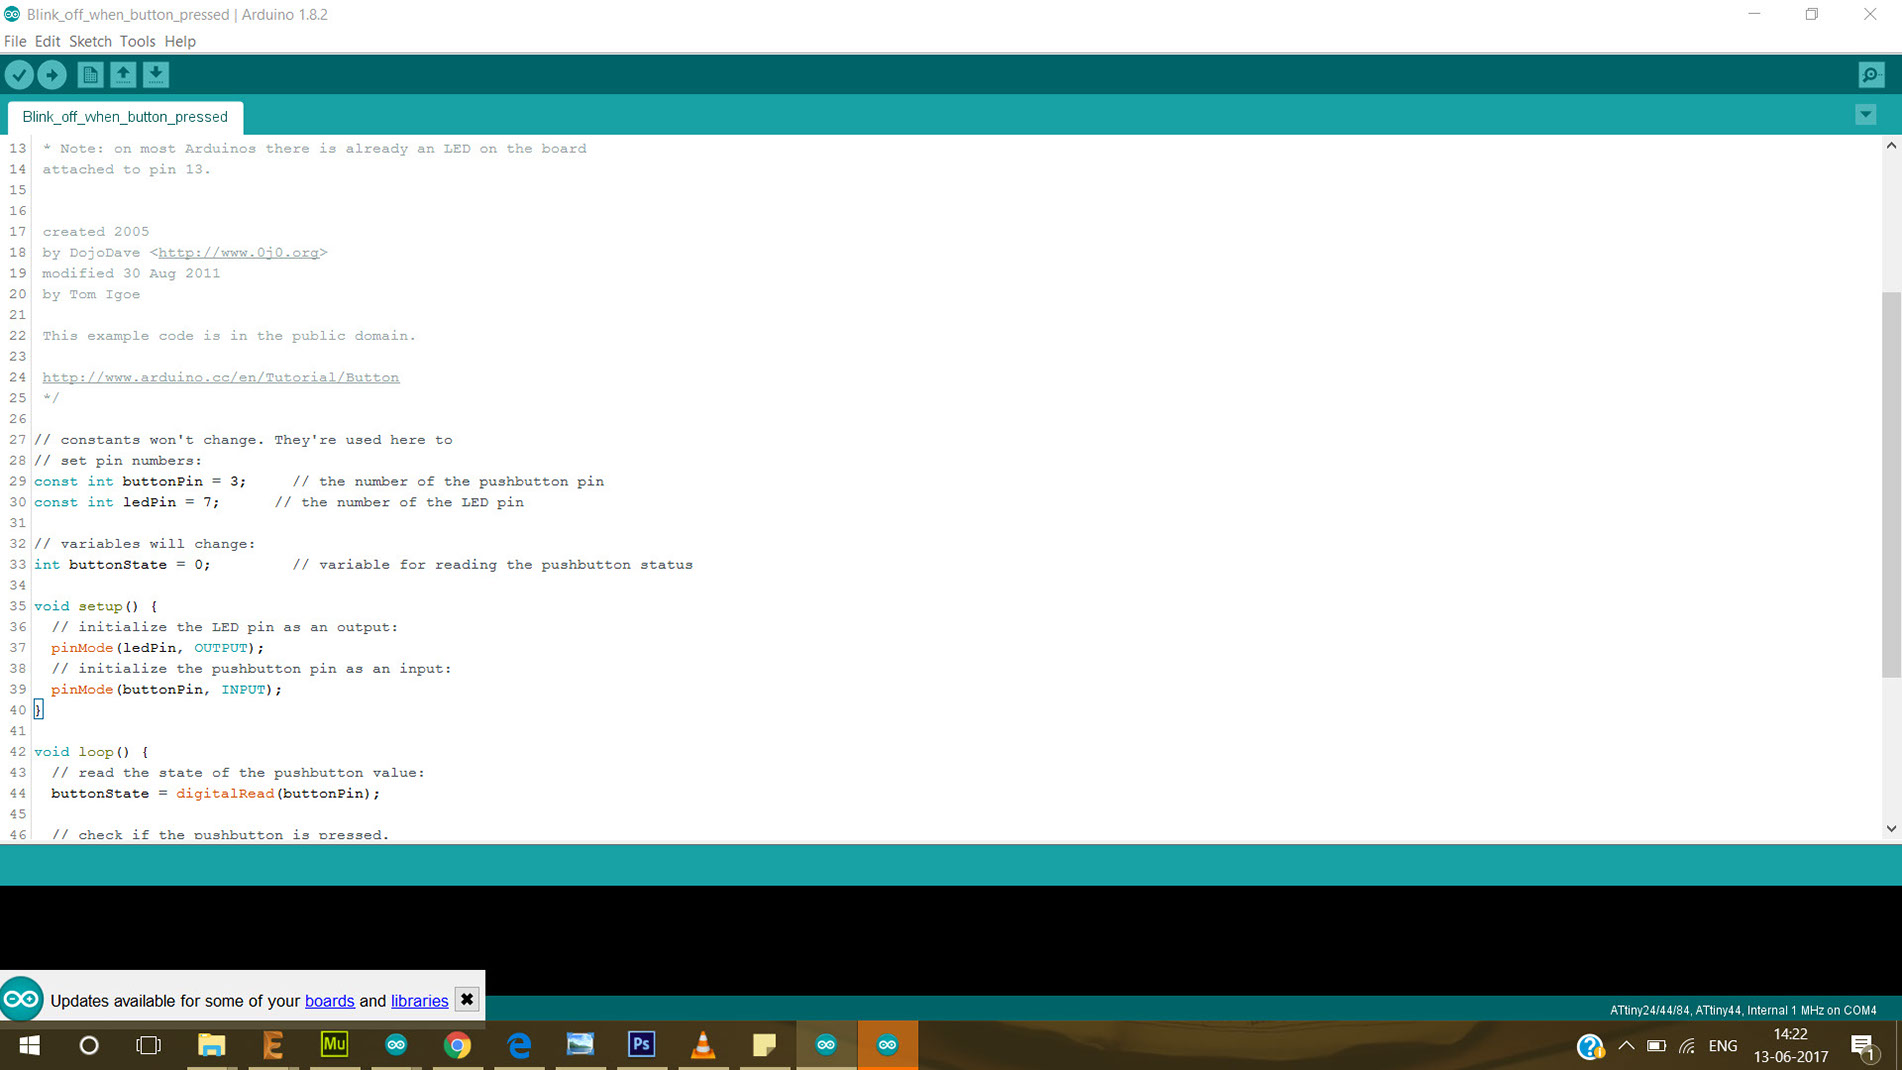 Blink_off_when_button_pressed | Arduino 1.8.2
File Edit Sketch Tools Help
Blink_off_when_button_pressed
13 * Note: on most Arduinos there is already an LED on the board
14 attached to pin 13.
15
16
17 created 2005
18 by DojoDave <http://www.0j0.org>
19 modified 30 Aug 2011
20 by Tom Igoe
21
22 This example code is in the public domain.
23
24 http://www.arduino.cc/en/Tutorial/Button
25 */
26
27 // constants won't change. They're used here to
28 // set pin numbers:
29 const int buttonPin = 3;     // the number of the pushbutton pin
30 const int ledPin = 7;      // the number of the LED pin
31
32 // variables will change:
33 int buttonState = 0;         // variable for reading the pushbutton status
34
35 void setup() {
36   // initialize the LED pin as an output:
37   pinMode(ledPin, OUTPUT);
38   // initialize the pushbutton pin as an input:
39   pinMode(buttonPin, INPUT);
40 }
41
42 void loop() {
43   // read the state of the pushbutton value:
44   buttonState = digitalRead(buttonPin);
45
46   // check if the pushbutton is pressed.
Updates available for some of your boards and libraries
ATtiny24/44/84, ATtiny44, Internal 1 MHz on COM4
Mu
Ps
ENG
14:22
13-06-2017
1